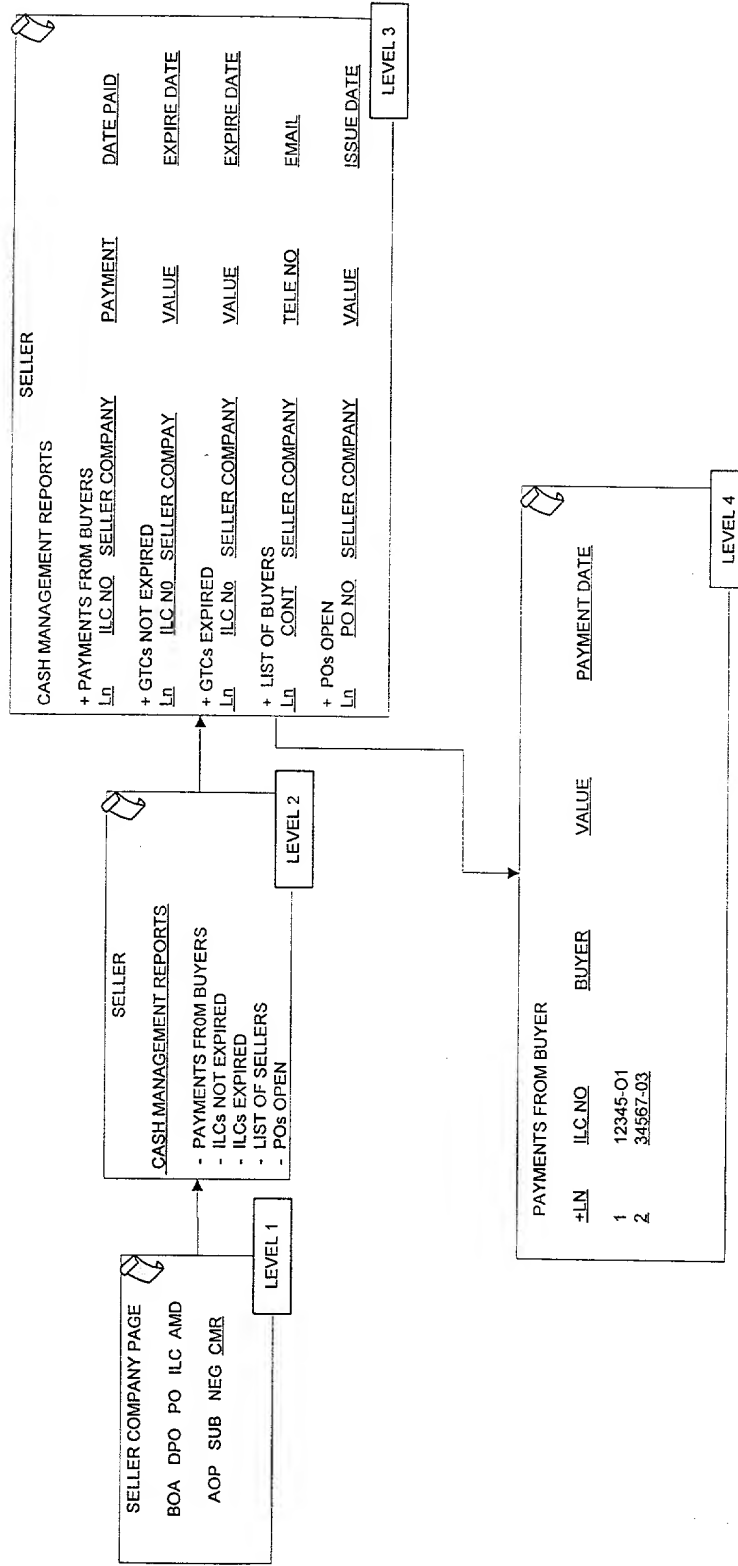 SELLER COMPANY PAGE
BOA DPO PO ILC AMD
AOP SUB NEG CMR
LEVEL 1
SELLER
CASH MANAGEMENT REPORTS
- PAYMENTS FROM BUYERS
- ILCs NOT EXPIRED
- ILCs EXPIRED
- LIST OF SELLERS
- POs OPEN
LEVEL 2
SELLER
CASH MANAGEMENT REPORTS
+ PAYMENTS FROM BUYERS
Ln ILC NO SELLER COMPANY PAYMENT DATE PAID
+ GTCs NOT EXPIRED
Ln ILC NO SELLER COMPAY VALUE EXPIRE DATE
+ GTCs EXPIRED
Ln ILC No SELLER COMPANY VALUE EXPIRE DATE
+ LIST OF BUYERS
Ln CONT SELLER COMPANY TELE NO EMAIL
+ POs OPEN
Ln PO NO SELLER COMPANY VALUE ISSUE DATE
LEVEL 3
PAYMENTS FROM BUYER
+LN ILC NO BUYER VALUE PAYMENT DATE
1 12345-O1
2 34567-03
LEVEL 4